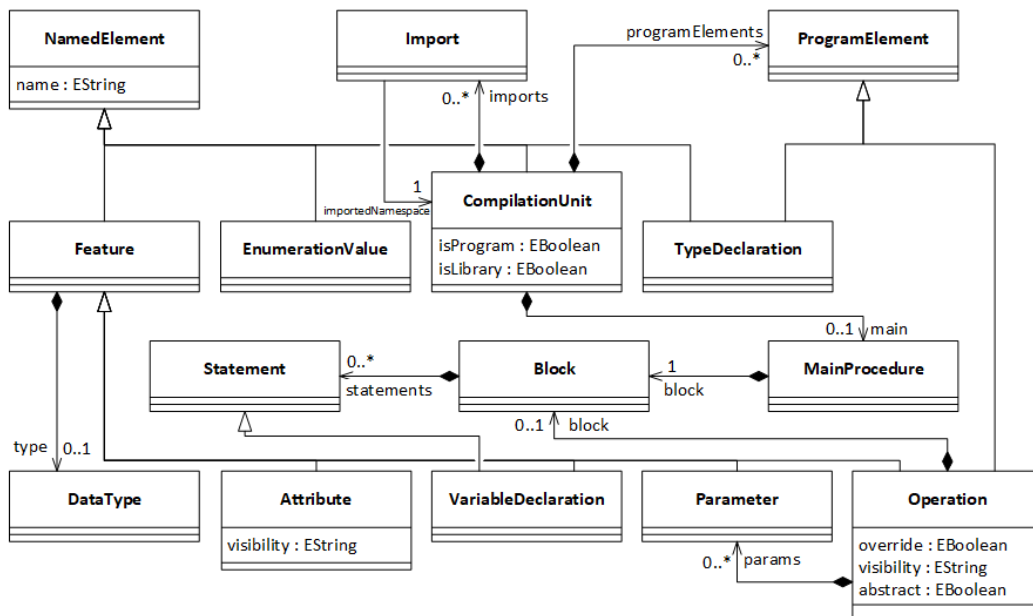 NamedElement
name : EString
Import
0..*
imports
programElements
0..*
ProgramElement
1
importedNamespace
CompilationUnit
isProgram : EBoolean
isLibrary : EBoolean
Feature
EnumerationValue
TypeDeclaration
0..1
main
Statement
0..*
statements
Block
1
block
MainProcedure
0..1
block
type
0..1
DataType
Attribute
visibility : EString
VariableDeclaration
Parameter
0..*
params
Operation
override : EBoolean
visibility : EString
abstract : EBoolean